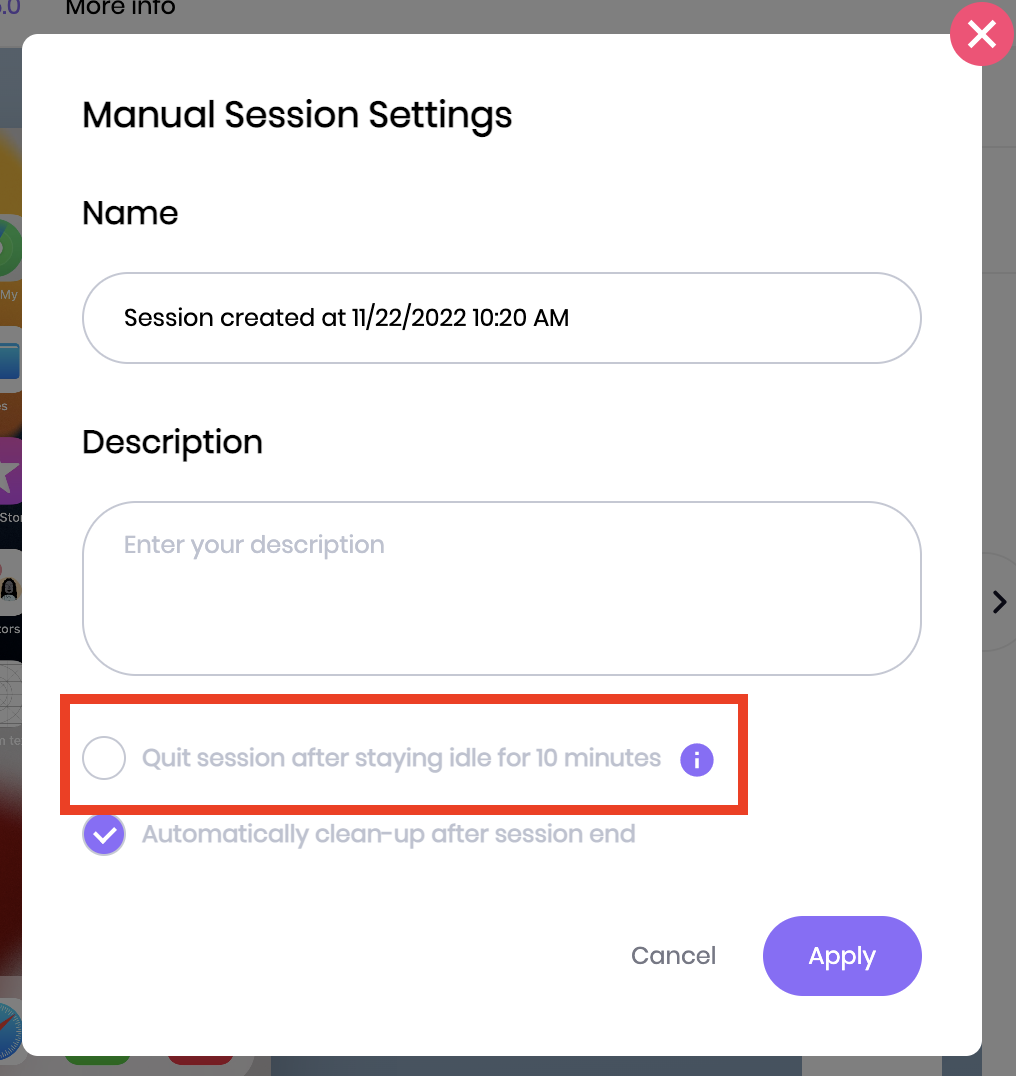 More info
Manual Session Settings
Name
Session created at 11/22/2022 10:20 AM
Description
Enter your description
Quit session after staying idle for 10 minutes
Automatically clean-up after session end
Cancel
Apply
My